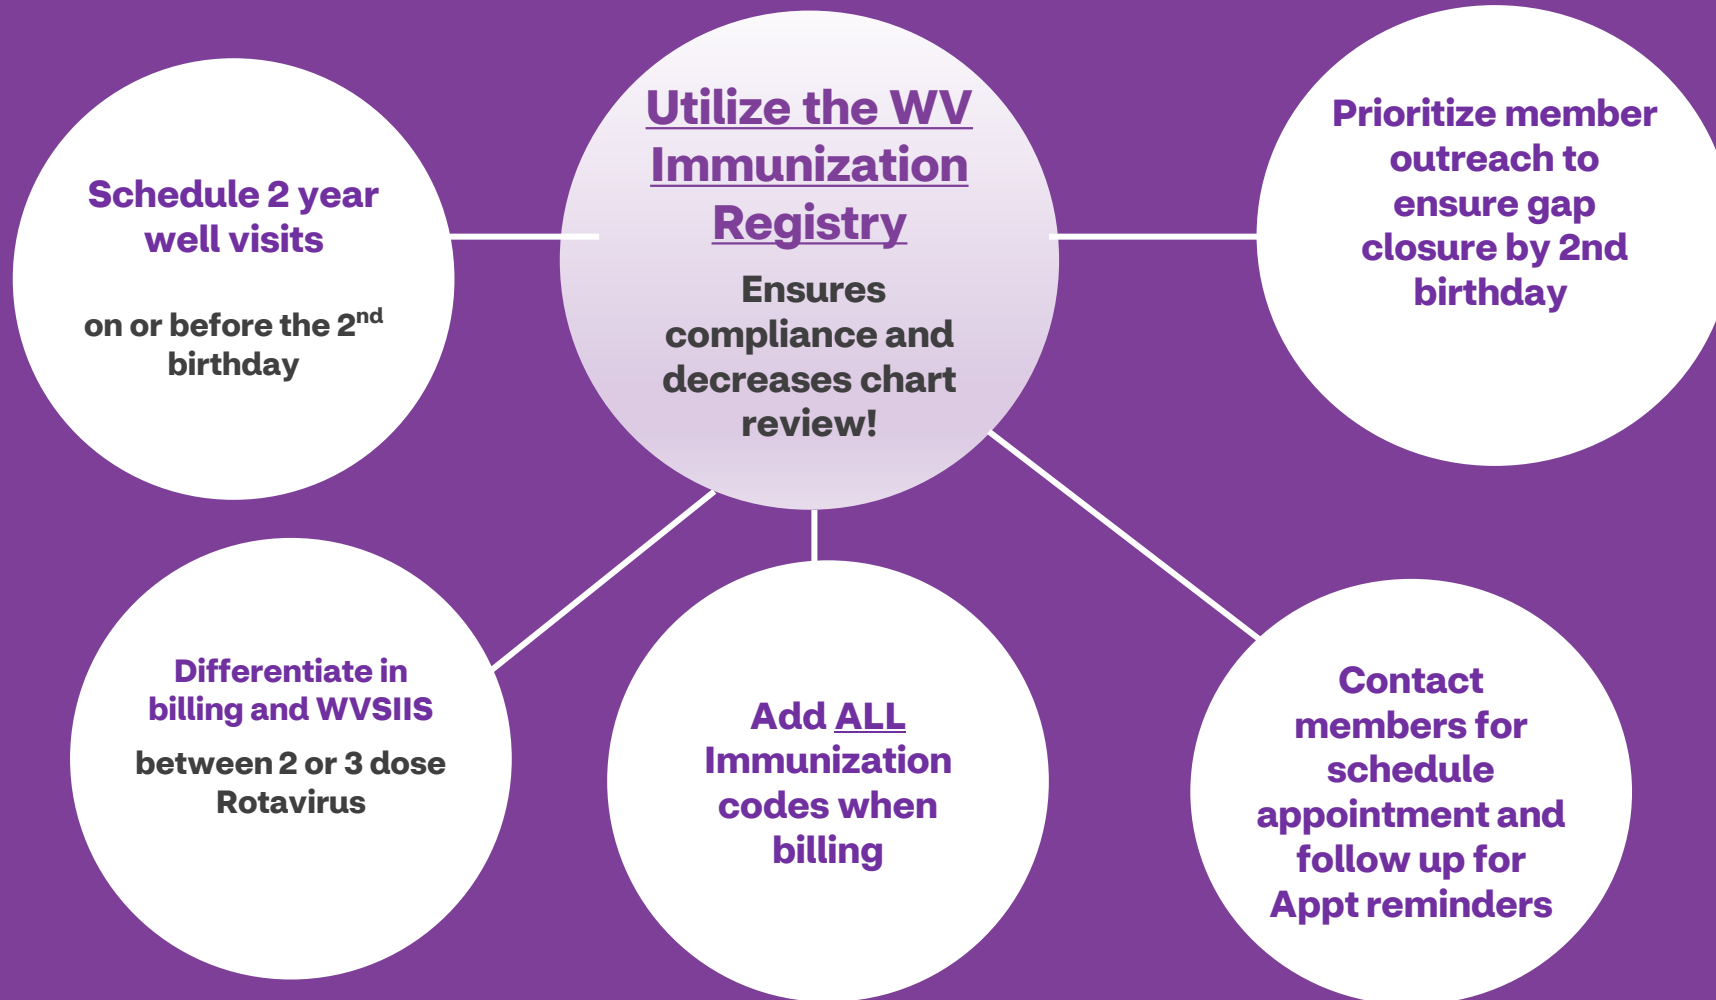 Utilize the WV
Immunization
Registry
Ensures
compliance and
decreases chart
review!
Schedule 2 year
well visits
on or before the 2nd
birthday
Prioritize member
outreach to
ensure gap
closure by 2nd
birthday
Differentiate in
billing and WVSIIS
between 2 or 3 dose
Rotavirus
Add ALL
Immunization
codes when
billing
Contact
members for
schedule
appointment and
follow up for
Appt reminders